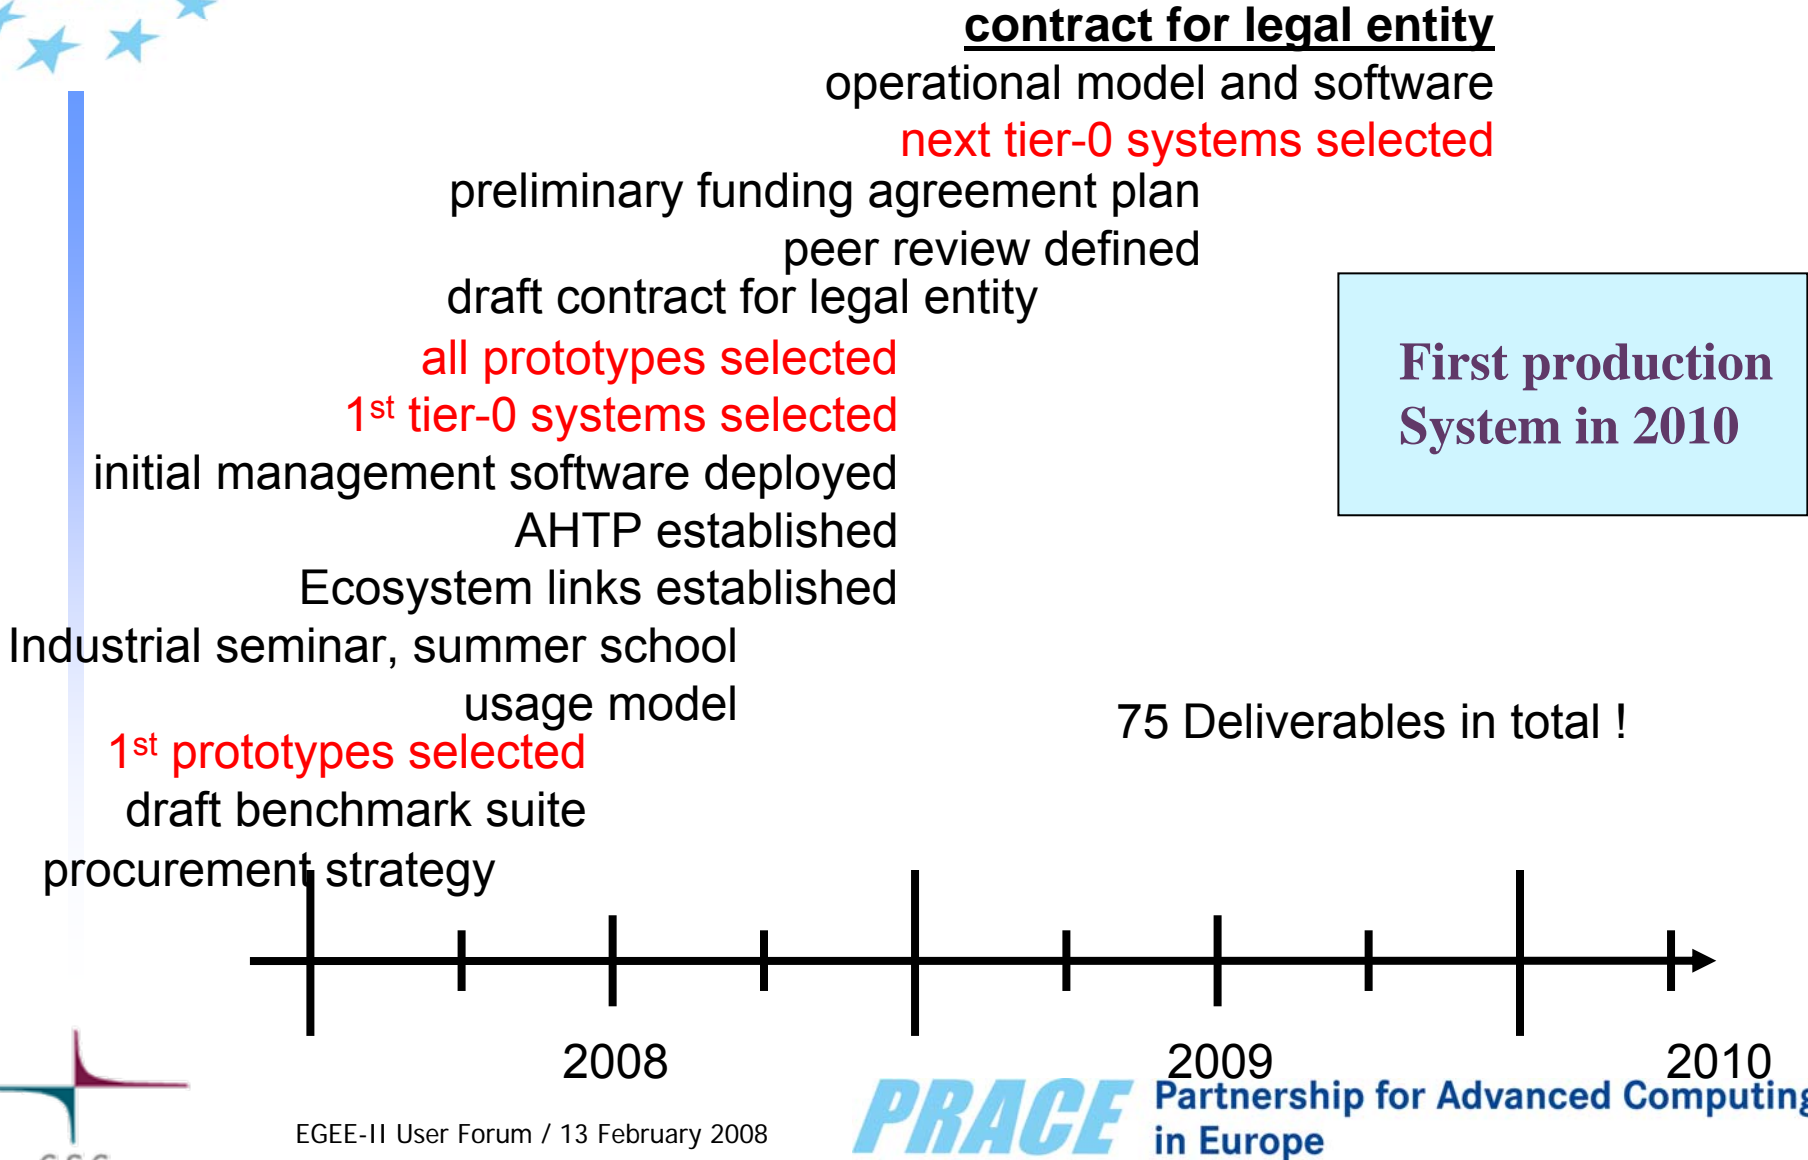 contract for legal entity
operational model and software
next tier-0 systems selected
preliminary funding agreement plan
peer review defined
draft contract for legal entity
all prototypes selected
1st tier-0 systems selected
initial management software deployed
AHTP established
Ecosystem links established
Industrial seminar, summer school
usage model
1st prototypes selected
draft benchmark suite
procurement strategy
First production
System in 2010
75 Deliverables in total !
2008
2009
2010
EGEE-II User Forum / 13 February 2008
PRACE
Partnership for Advanced Computing
in Europe